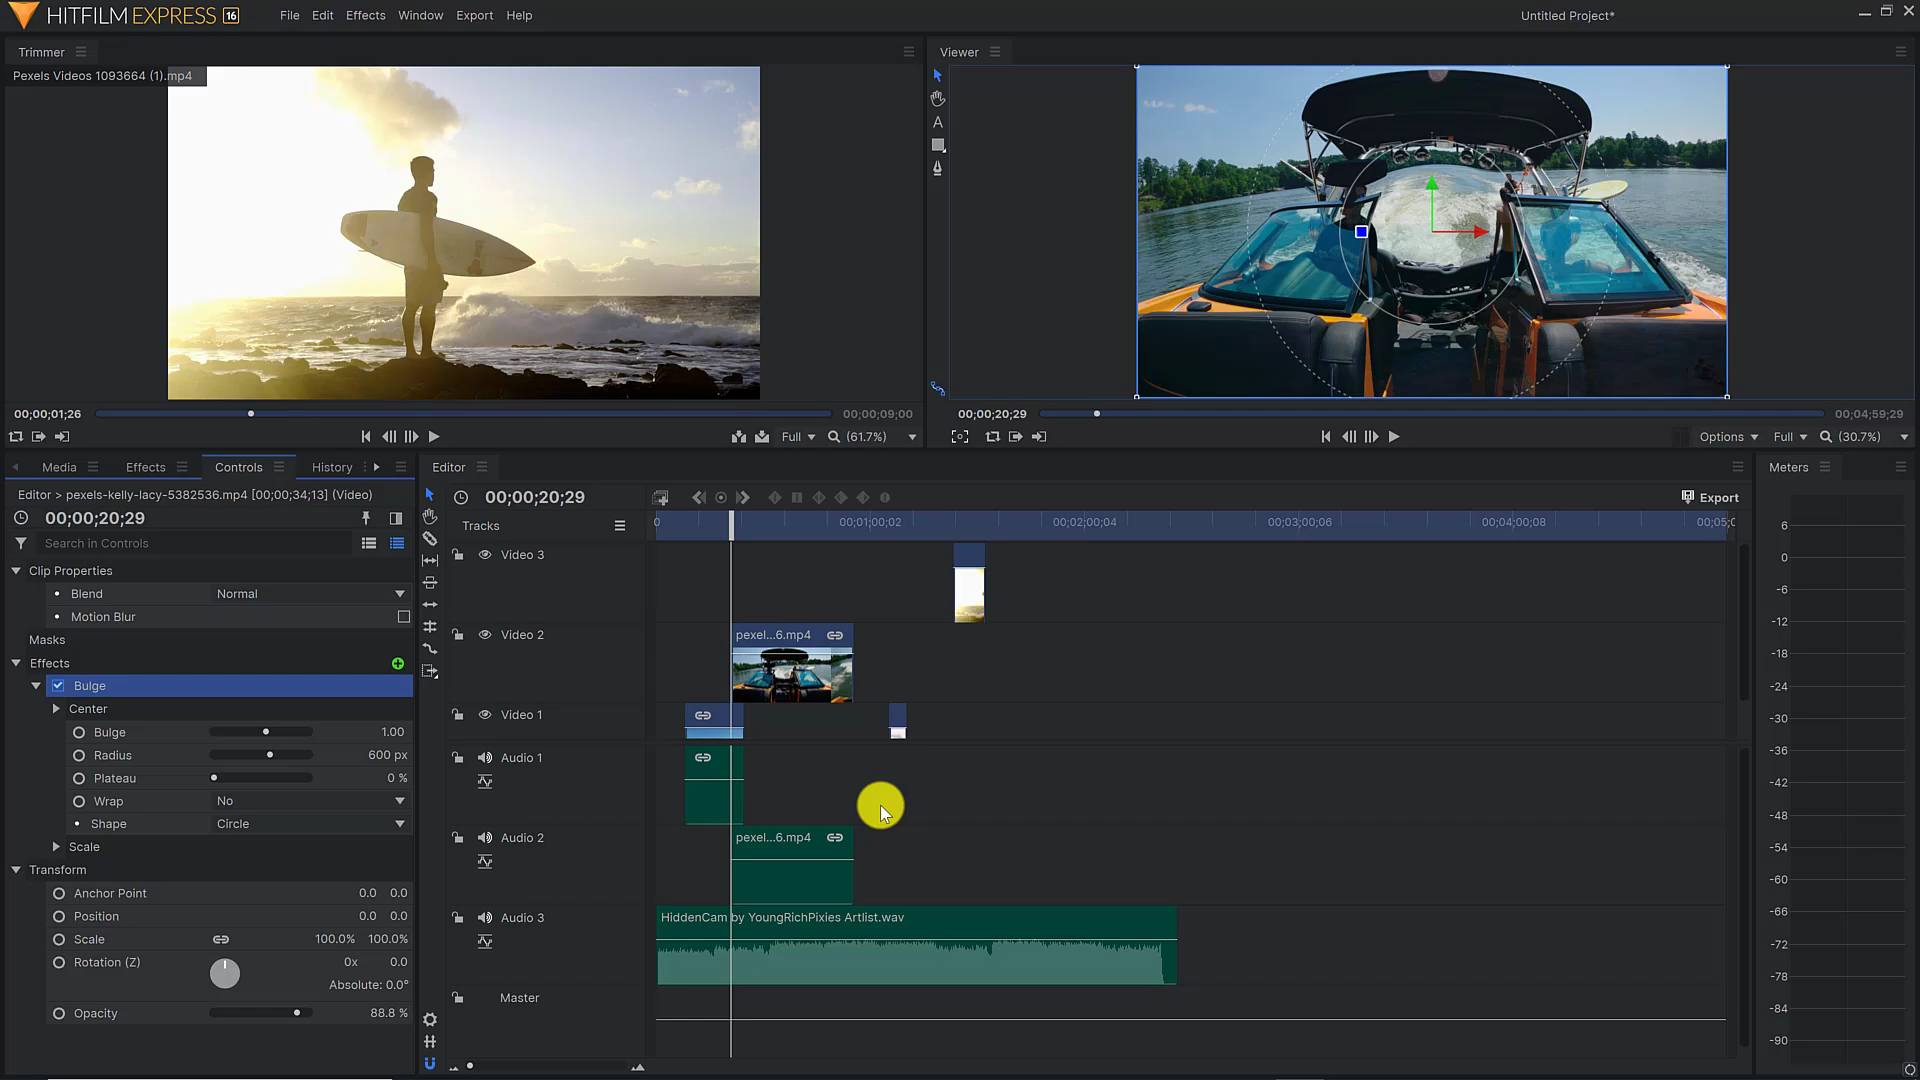 HITFILM EXPRESS 16
File Edit Effects Window Export Help
Untitled Project*
Trimmer
Pexels Videos 1093664 (1).mp4
00;00;01;26
00;00;09;00
Full
(61.7%)
Viewer
00;00;20;29
00;04;59;29
Options
Full
(30.7%)
Media
Effects
Controls
History
Editor > pexels-kelly-lacy-5382536.mp4 [00;00;34;13] (Video)
00;00;20;29
Search in Controls
Clip Properties
Blend Normal
Motion Blur
Masks
Effects
Bulge
Center
Bulge 1.00
Radius 600 px
Plateau 0 %
Wrap No
Shape Circle
Scale
Transform
Anchor Point 0.0 0.0
Position 0.0 0.0
Scale 100.0% 100.0%
Rotation (Z) 0x 0.0
Absolute: 0.0°
Opacity 88.8 %
Editor
00;00;20;29
Export
Tracks
0 00;01;00;02 00;02;00;04 00;03;00;06 00;04;00;08
Video 3
Video 2
pexel...6.mp4
Video 1
Audio 1
Audio 2
pexel...6.mp4
Audio 3
HiddenCam by YoungRichPixies Artlist.wav
Master
Meters
6
0
-6
-12
-18
-24
-30
-36
-42
-48
-54
-60
-66
-72
-78
-84
-90